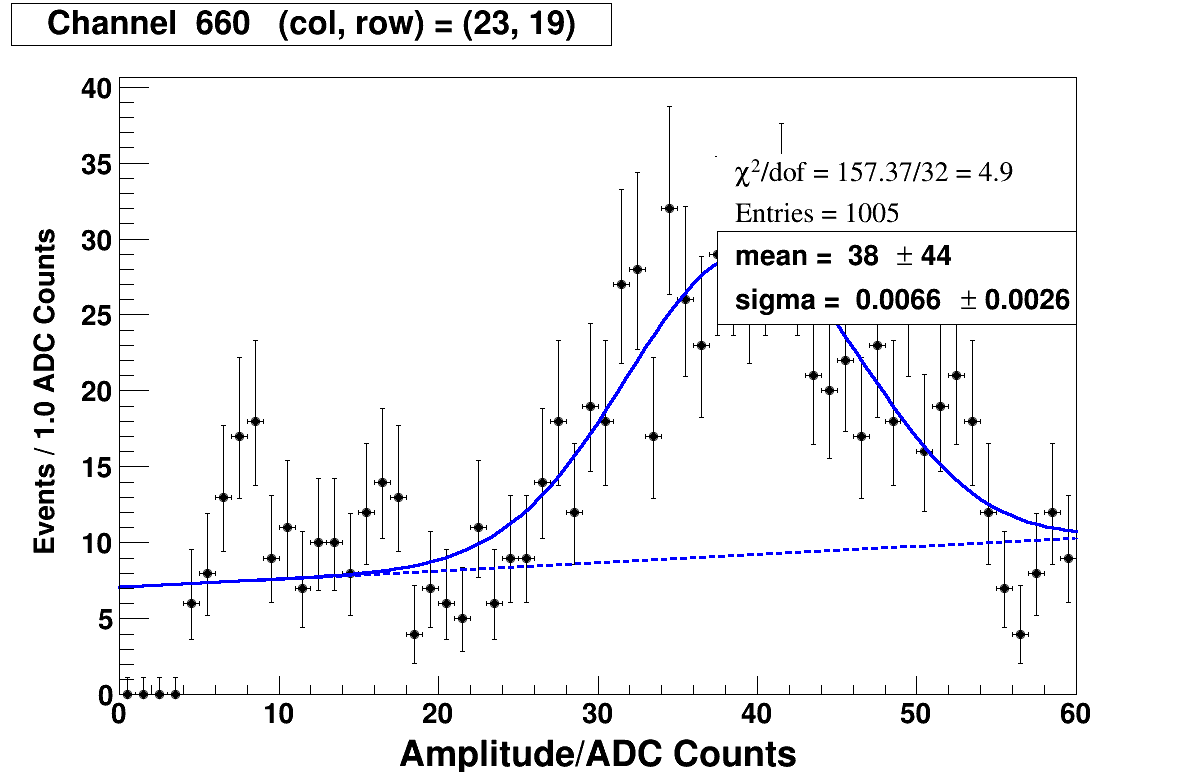 Channel 660 (col, row) = (23, 19)
40
35
30
25
20
15
10
5
0
Events / 1.0 ADC Counts
χ²/dof = 157.37/32 = 4.9
Entries = 1005
mean = 38 ± 44
sigma = 0.0066 ± 0.0026
0 10 20 30 40 50 60
Amplitude/ADC Counts